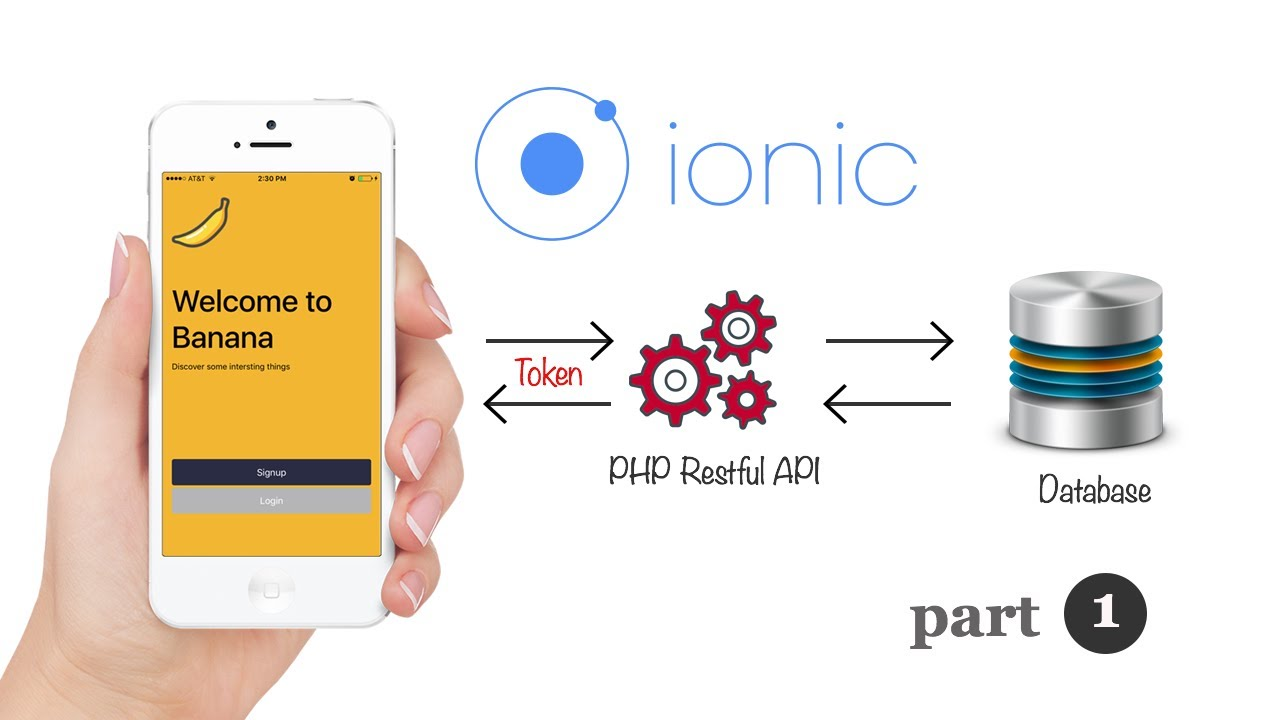 ionic
AT&T 2:30 PM
Welcome to
Banana
Discover some intersting things
Signup
Login
Token
PHP Restful API
Database
part 1